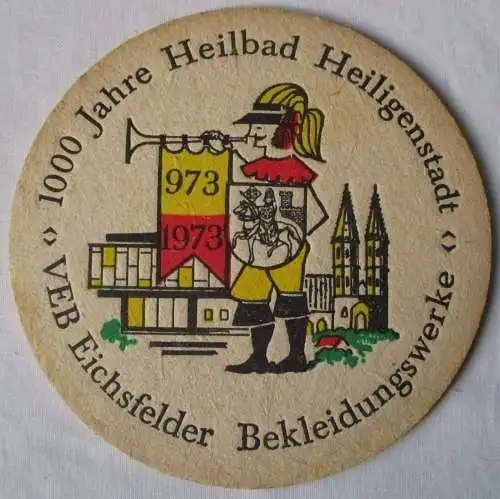 1000 Jahre Heilbad Heiligenstadt
973
1973
VEB Eichsfelder Bekleidungswerke